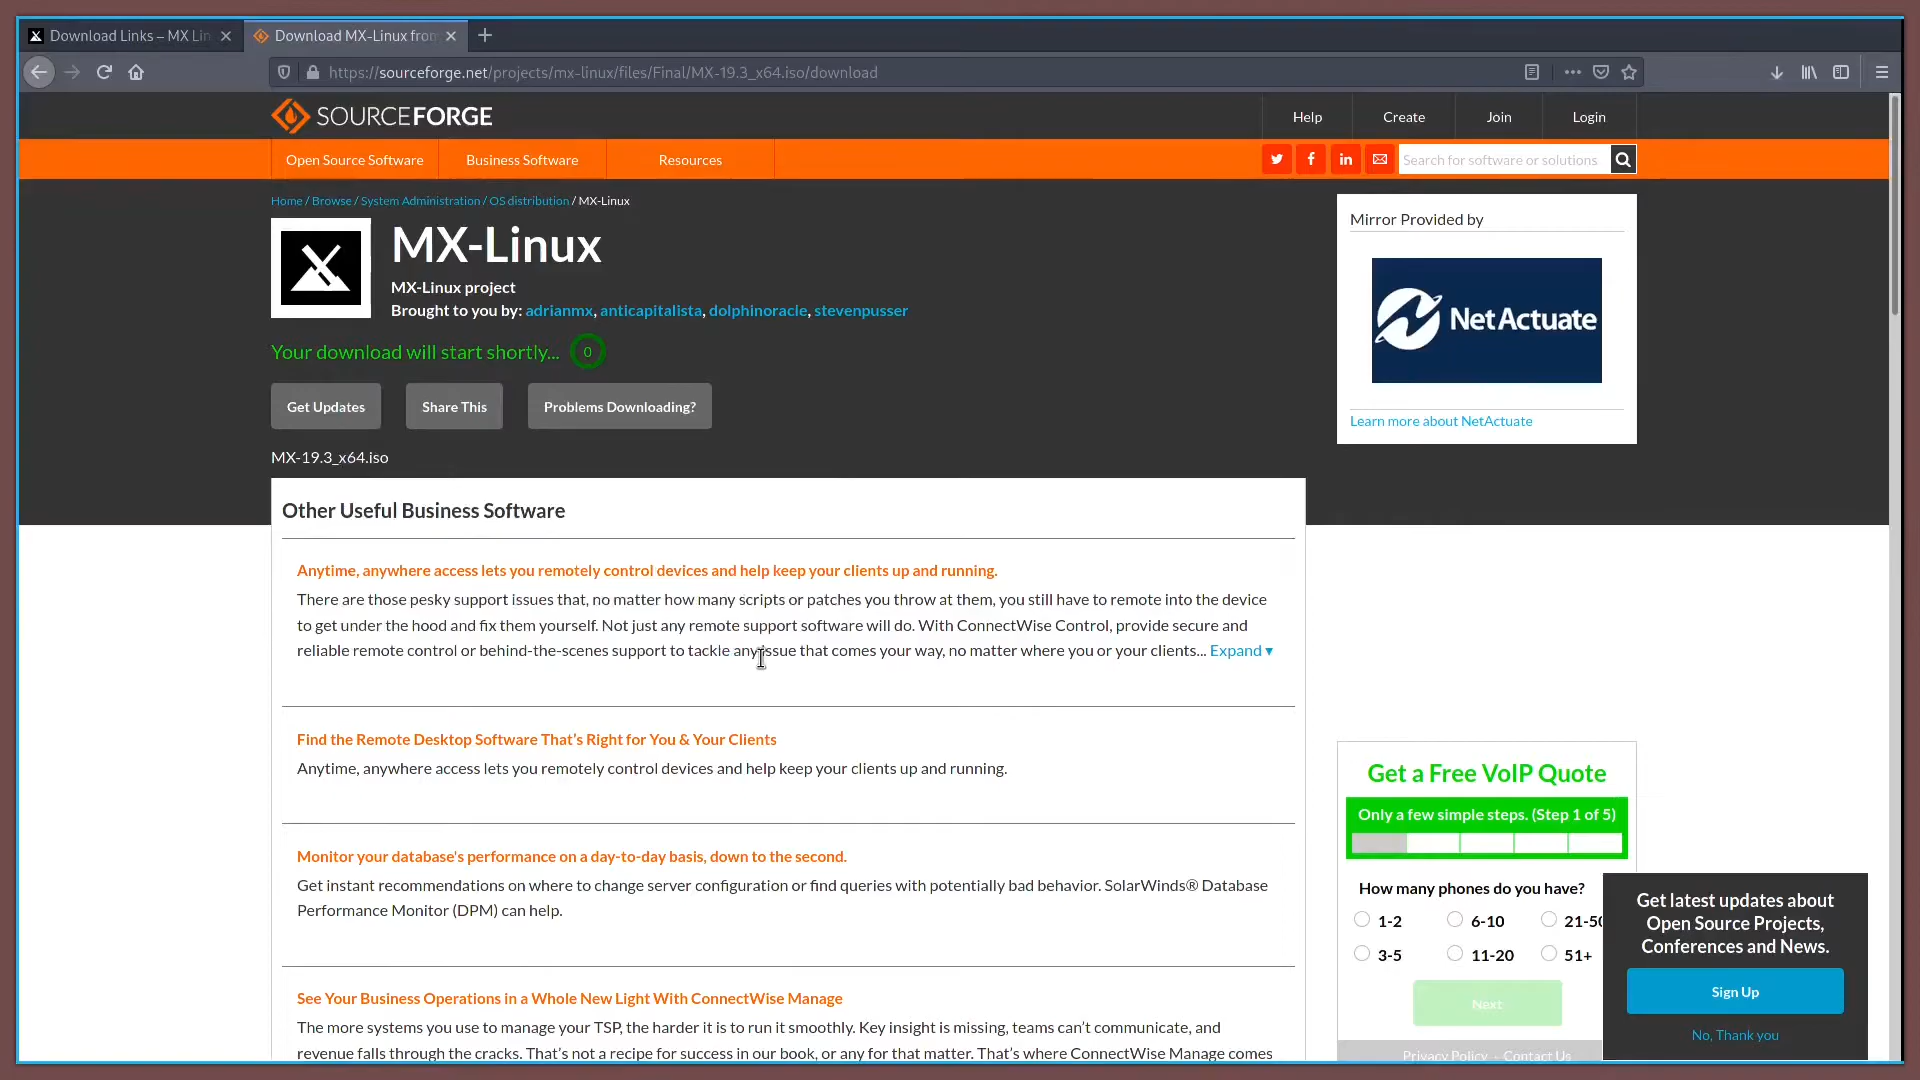 Download Links – MX Lin
Download MX-Linux from
https://sourceforge.net/projects/mx-linux/files/Final/MX-19.3_x64.iso/download
SOURCEFORGE
Help
Create
Join
Login
Open Source Software
Business Software
Resources
Search for software or solutions
Home / Browse / System Administration / OS distribution / MX-Linux
MX-Linux
MX-Linux project
Brought to you by: adrianmx, anticapitalista, dolphinoracle, stevenpusser
Your download will start shortly... 0
Get Updates
Share This
Problems Downloading?
MX-19.3_x64.iso
Mirror Provided by
NetActuate
Learn more about NetActuate
Other Useful Business Software
Anytime, anywhere access lets you remotely control devices and help keep your clients up and running.
There are those pesky support issues that, no matter how many scripts or patches you throw at them, you still have to remote into the device
to get under the hood and fix them yourself. Not just any remote support software will do. With ConnectWise Control, provide secure and
reliable remote control or behind-the-scenes support to tackle any issue that comes your way, no matter where you or your clients... Expand ▾
Find the Remote Desktop Software That's Right for You & Your Clients
Anytime, anywhere access lets you remotely control devices and help keep your clients up and running.
Monitor your database's performance on a day-to-day basis, down to the second.
Get instant recommendations on where to change server configuration or find queries with potentially bad behavior. SolarWinds® Database
Performance Monitor (DPM) can help.
See Your Business Operations in a Whole New Light With ConnectWise Manage
The more systems you use to manage your TSP, the harder it is to run it smoothly. Key insight is missing, teams can't communicate, and
revenue falls through the cracks. That's not a recipe for success in our book, or any for that matter. That's where ConnectWise Manage comes
Get a Free VoIP Quote
Only a few simple steps. (Step 1 of 5)
How many phones do you have?
1-2
6-10
21-50
3-5
11-20
51+
Next
Privacy Policy - Contact Us
Get latest updates about
Open Source Projects,
Conferences and News.
Sign Up
No, Thank you